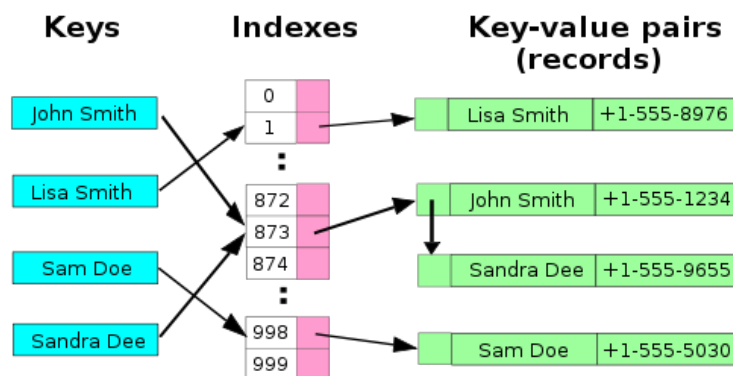 Keys
Indexes
Key-value pairs
(records)
John Smith
Lisa Smith
Sam Doe
Sandra Dee
0
1
:
872
873
874
:
998
999
Lisa Smith +1-555-8976
John Smith +1-555-1234
Sandra Dee +1-555-9655
Sam Doe +1-555-5030